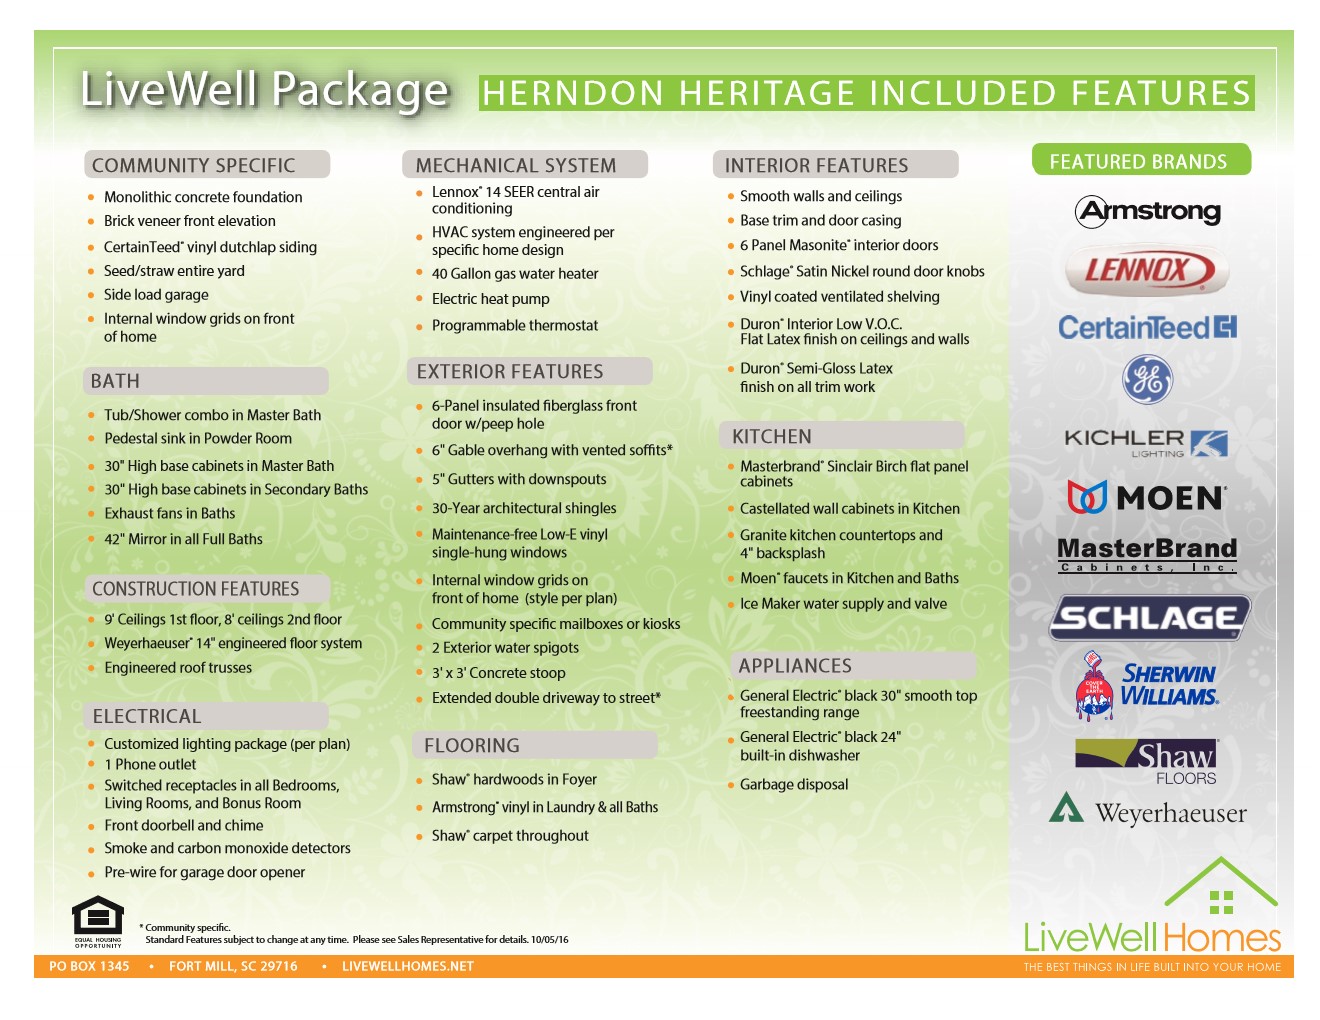 LiveWell Package HERNDON HERITAGE INCLUDED FEATURES
COMMUNITY SPECIFIC
• Monolithic concrete foundation
• Brick veneer front elevation
• CertainTeed® vinyl dutchlap siding
• Seed/straw entire yard
• Side load garage
• Internal window grids on front
of home
BATH
• Tub/Shower combo in Master Bath
• Pedestal sink in Powder Room
• 30" High base cabinets in Master Bath
• 30" High base cabinets in Secondary Baths
• Exhaust fans in Baths
• 42" Mirror in all Full Baths
CONSTRUCTION FEATURES
• 9' Ceilings 1st floor, 8' ceilings 2nd floor
• Weyerhaeuser® 14" engineered floor system
• Engineered roof trusses
ELECTRICAL
• Customized lighting package (per plan)
• 1 Phone outlet
• Switched receptacles in all Bedrooms,
Living Rooms, and Bonus Room
• Front doorbell and chime
• Smoke and carbon monoxide detectors
• Pre-wire for garage door opener
MECHANICAL SYSTEM
• Lennox® 14 SEER central air
conditioning
• HVAC system engineered per
specific home design
• 40 Gallon gas water heater
• Electric heat pump
• Programmable thermostat
EXTERIOR FEATURES
• 6-Panel insulated fiberglass front
door w/peep hole
• 6" Gable overhang with vented soffits*
• 5" Gutters with downspouts
• 30-Year architectural shingles
• Maintenance-free Low-E vinyl
single-hung windows
• Internal window grids on
front of home (style per plan)
• Community specific mailboxes or kiosks
• 2 Exterior water spigots
• 3' x 3' Concrete stoop
• Extended double driveway to street*
FLOORING
• Shaw® hardwoods in Foyer
• Armstrong® vinyl in Laundry & all Baths
• Shaw® carpet throughout
INTERIOR FEATURES
• Smooth walls and ceilings
• Base trim and door casing
• 6 Panel Masonite® interior doors
• Schlage® Satin Nickel round door knobs
• Vinyl coated ventilated shelving
• Duron® Interior Low V.O.C.
Flat Latex finish on ceilings and walls
• Duron® Semi-Gloss Latex
finish on all trim work
KITCHEN
• Masterbrand® Sinclair Birch flat panel
cabinets
• Castellated wall cabinets in Kitchen
• Granite kitchen countertops and
4" backsplash
• Moen® faucets in Kitchen and Baths
• Ice Maker water supply and valve
APPLIANCES
• General Electric® black 30" smooth top
freestanding range
• General Electric® black 24"
built-in dishwasher
• Garbage disposal
FEATURED BRANDS
Armstrong
LENNOX®
CertainTeed
GE
KICHLER
LIGHTING
MOEN®
MasterBrand
Cabinets, Inc.
SCHLAGE®
SWP
COVER
THE
EARTH
SHERWIN
WILLIAMS®
Shaw®
FLOORS
Weyerhaeuser
EQUAL HOUSING
OPPORTUNITY
* Community specific.
Standard Features subject to change at any time. Please see Sales Representative for details. 10/05/16
LiveWellHomes
PO BOX 1345 • FORT MILL, SC 29716 • LIVEWELLHOMES.NET
THE BEST THINGS IN LIFE BUILT INTO YOUR HOME